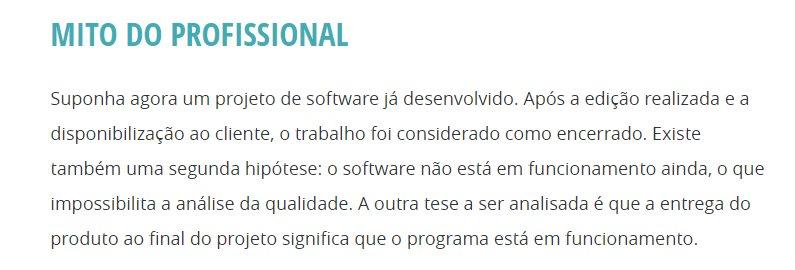 MITO DO PROFISSIONAL
Suponha agora um projeto de software já desenvolvido. Após a edição realizada e a
disponibilização ao cliente, o trabalho foi considerado como encerrado. Existe
também uma segunda hipótese: o software não está em funcionamento ainda, o que
impossibilita a análise da qualidade. A outra tese a ser analisada é que a entrega do
produto ao final do projeto significa que o programa está em funcionamento.